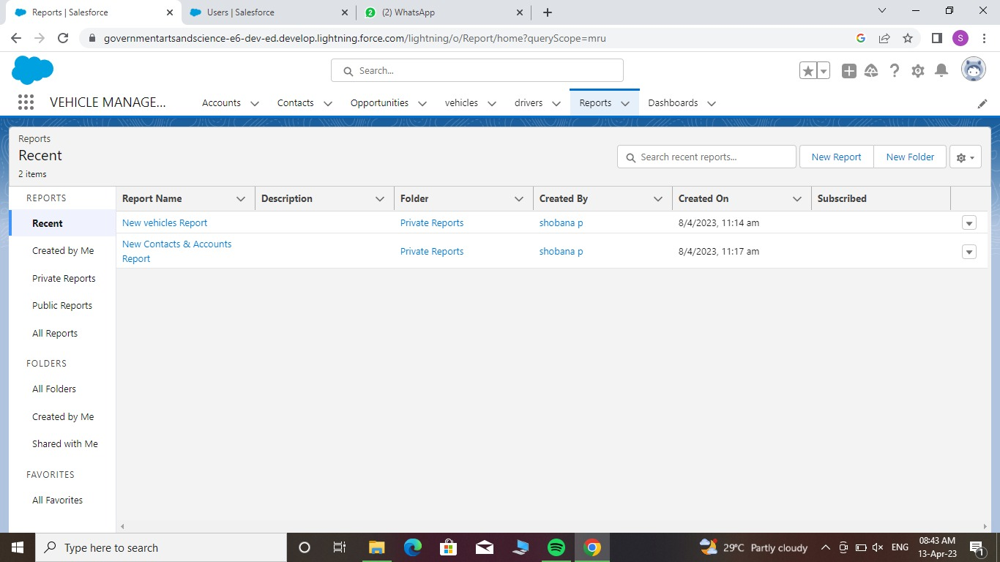 Reports | Salesforce
Users | Salesforce
(2) WhatsApp
governmentartsandscience-e6-dev-ed.develop.lightning.force.com/lightning/o/Report/home?queryScope=mru
S
Search...
VEHICLE MANAGE...
Accounts
Contacts
Opportunities
vehicles
drivers
Reports
Dashboards
Reports
Recent
2 items
Search recent reports...
New Report
New Folder
REPORTS
Recent
Created by Me
Private Reports
Public Reports
All Reports
FOLDERS
All Folders
Created by Me
Shared with Me
FAVORITES
All Favorites
Report Name Description Folder Created By Created On Subscribed
New vehicles Report Private Reports shobana p 8/4/2023, 11:14 am
New Contacts & Accounts
Report Private Reports shobana p 8/4/2023, 11:17 am
Type here to search
29°C Partly cloudy
ENG
08:43 AM
13-Apr-23
1